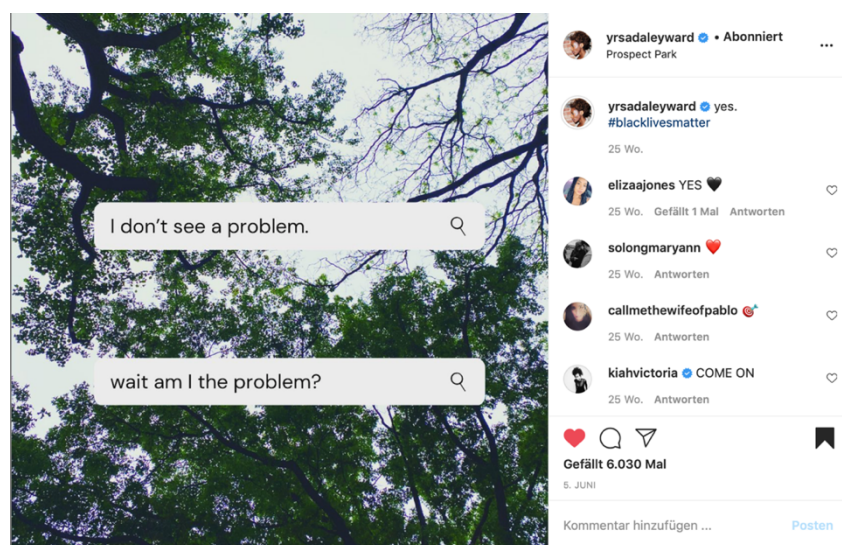 I don't see a problem.
wait am I the problem?
yrsadaleyward • Abonniert
Prospect Park
yrsadaleyward yes.
#blacklivesmatter
25 Wo.
elizaajones YES 🖤
25 Wo. Gefällt 1 Mal Antworten
solongmaryann ❤️
25 Wo. Antworten
callmethewifeofpablo 🎯
25 Wo. Antworten
kiahvictoria COME ON
25 Wo. Antworten
Gefällt 6.030 Mal
5. JUNI
Kommentar hinzufügen ... Posten